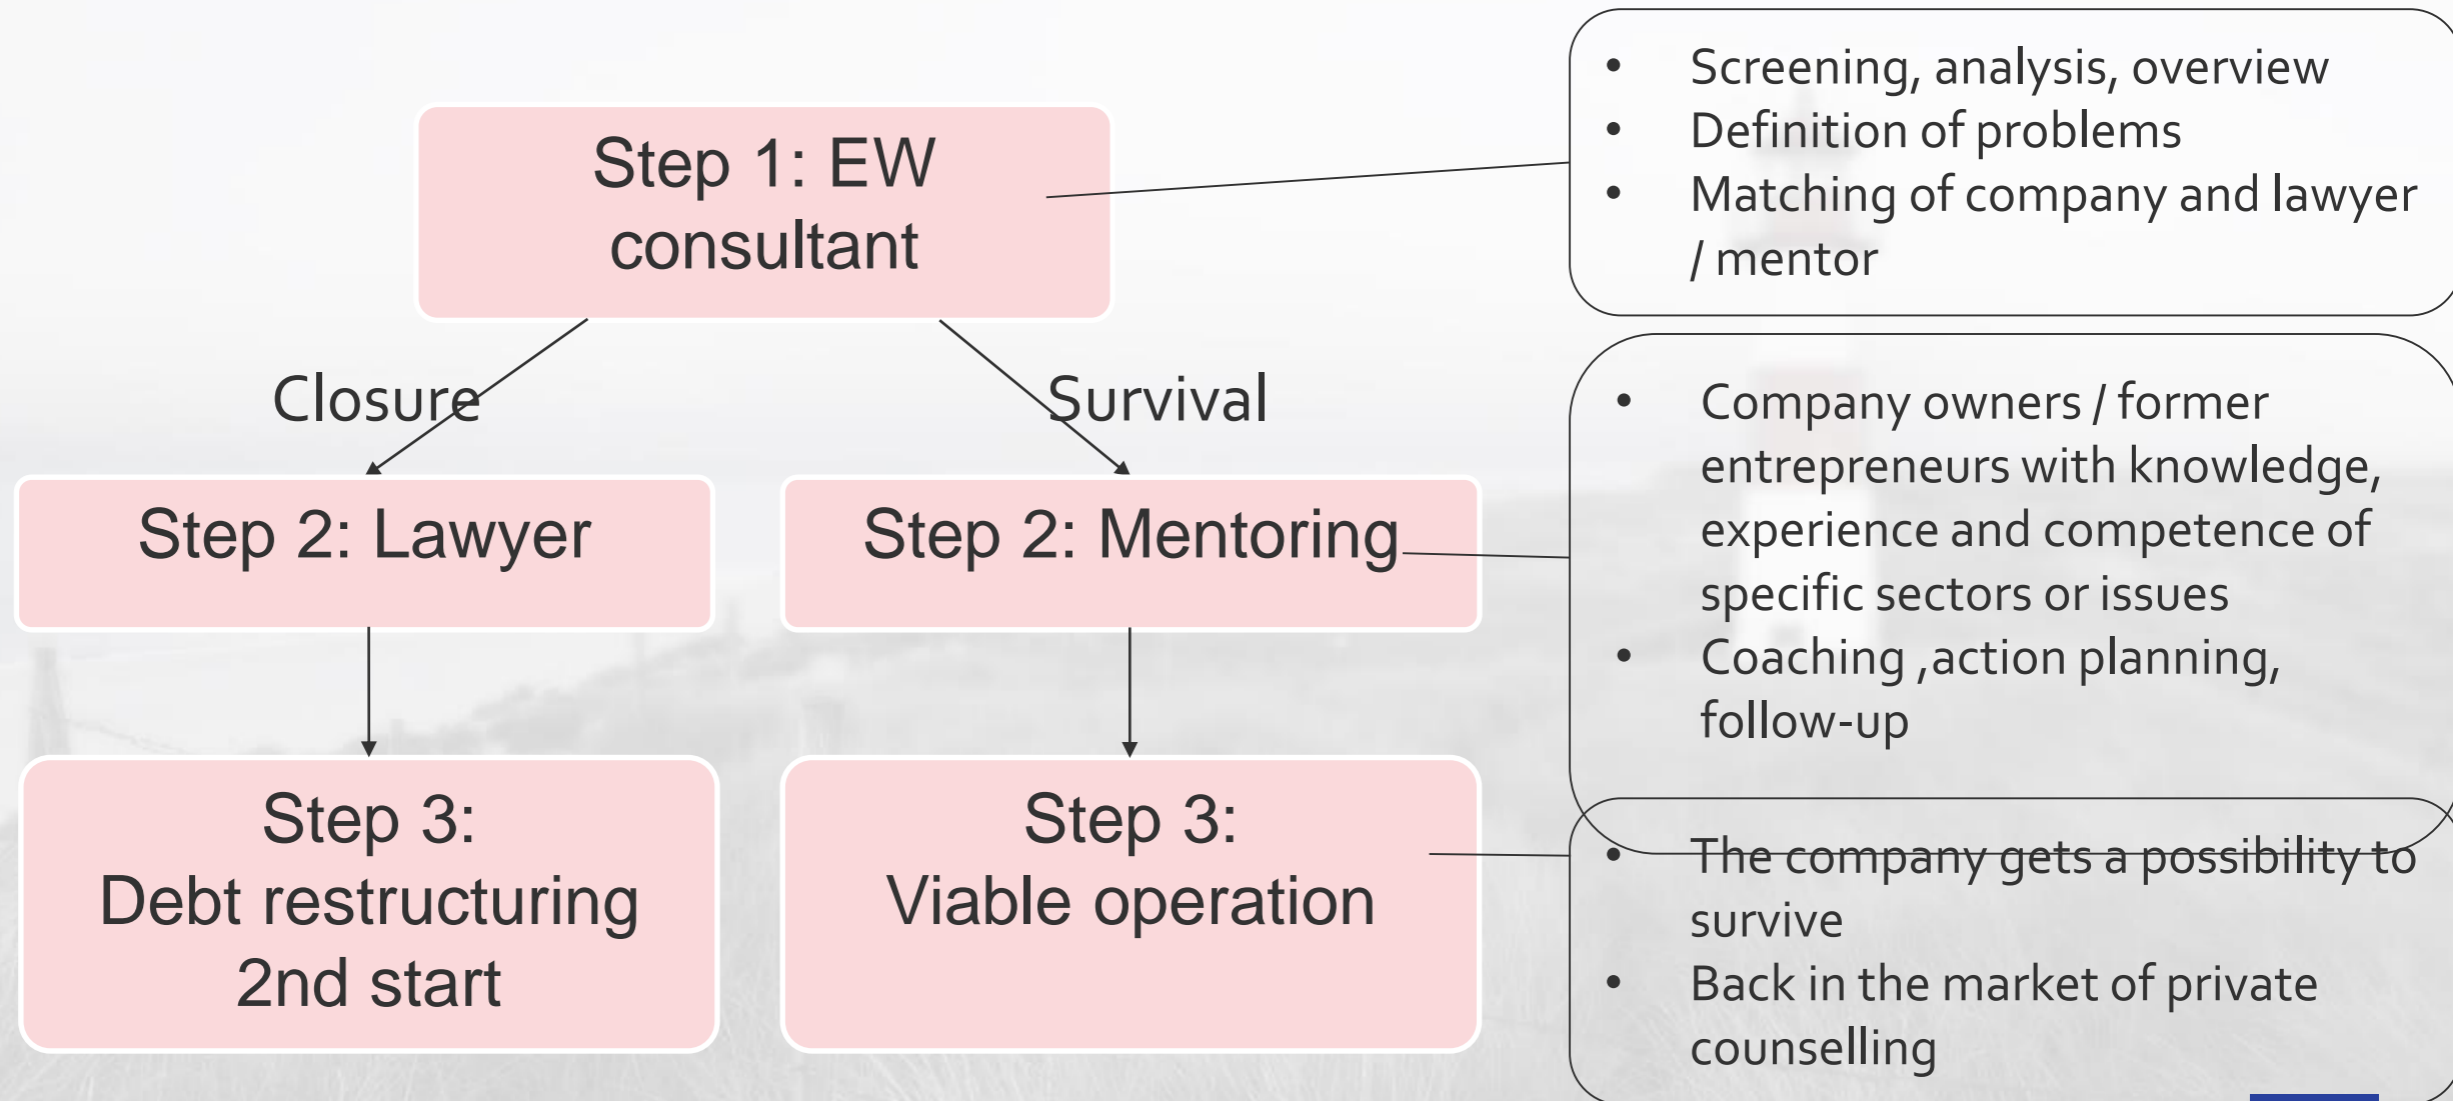 Step 1: EW
consultant
• Screening, analysis, overview
• Definition of problems
• Matching of company and lawyer
/ mentor
Closure
Survival
Step 2: Lawyer
Step 2: Mentoring
• Company owners / former
entrepreneurs with knowledge,
experience and competence of
specific sectors or issues
• Coaching ,action planning,
follow-up
Step 3:
Debt restructuring
2nd start
Step 3:
Viable operation
• The company gets a possibility to
survive
• Back in the market of private
counselling